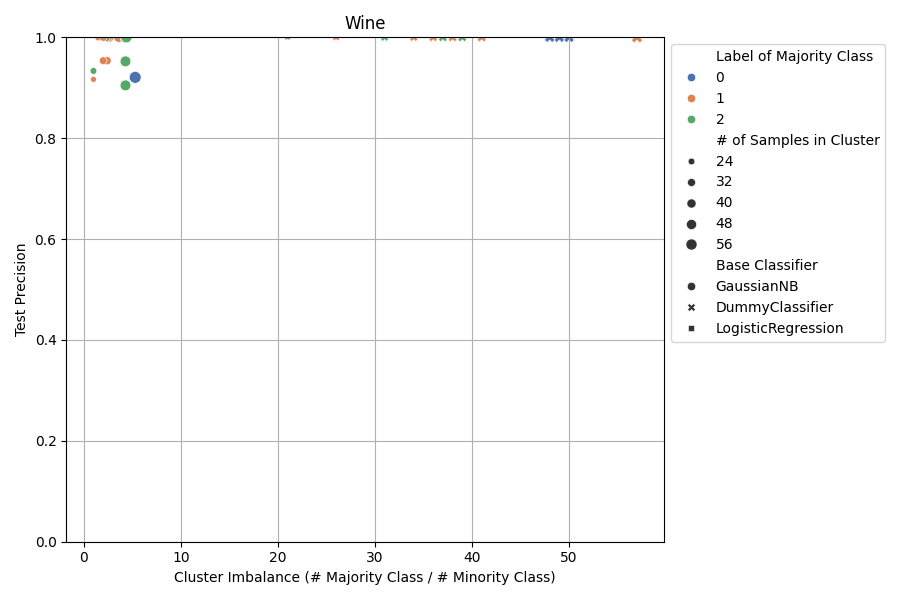 Wine
1.0
0.8
0.6
0.4
0.2
0.0
Test Precision
0
10
20
30
40
50
Cluster Imbalance (# Majority Class / # Minority Class)
Label of Majority Class
0
1
2
# of Samples in Cluster
24
32
40
48
56
Base Classifier
GaussianNB
DummyClassifier
LogisticRegression